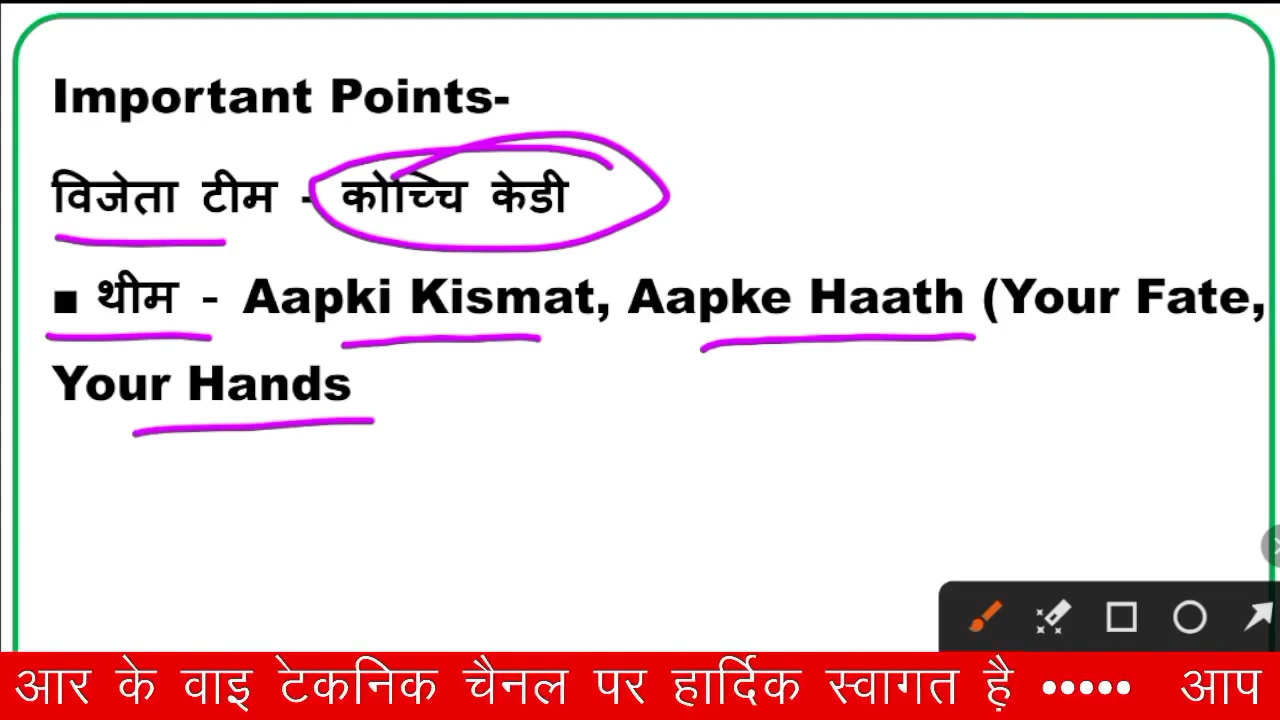 Important Points-
विजेता टीम - कोच्चि केडी
▪ थीम - Aapki Kismat, Aapke Haath (Your Fate,
Your Hands
आर के वाइ टेकनिक चैनल पर हार्दिक स्वागत है़ ••••• आप